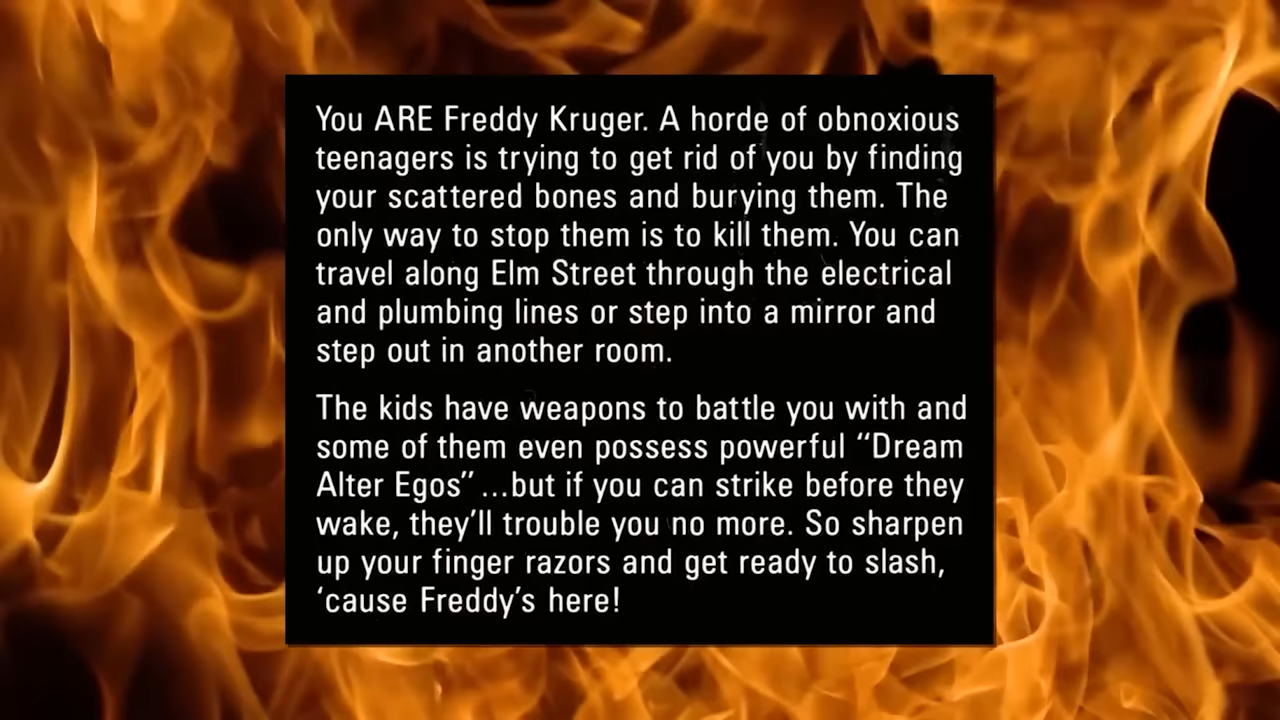 You ARE Freddy Kruger. A horde of obnoxious
teenagers is trying to get rid of you by finding
your scattered bones and burying them. The
only way to stop them is to kill them. You can
travel along Elm Street through the electrical
and plumbing lines or step into a mirror and
step out in another room.
The kids have weapons to battle you with and
some of them even possess powerful “Dream
Alter Egos” ...but if you can strike before they
wake, they’ll trouble you no more. So sharpen
up your finger razors and get ready to slash,
‘cause Freddy’s here!